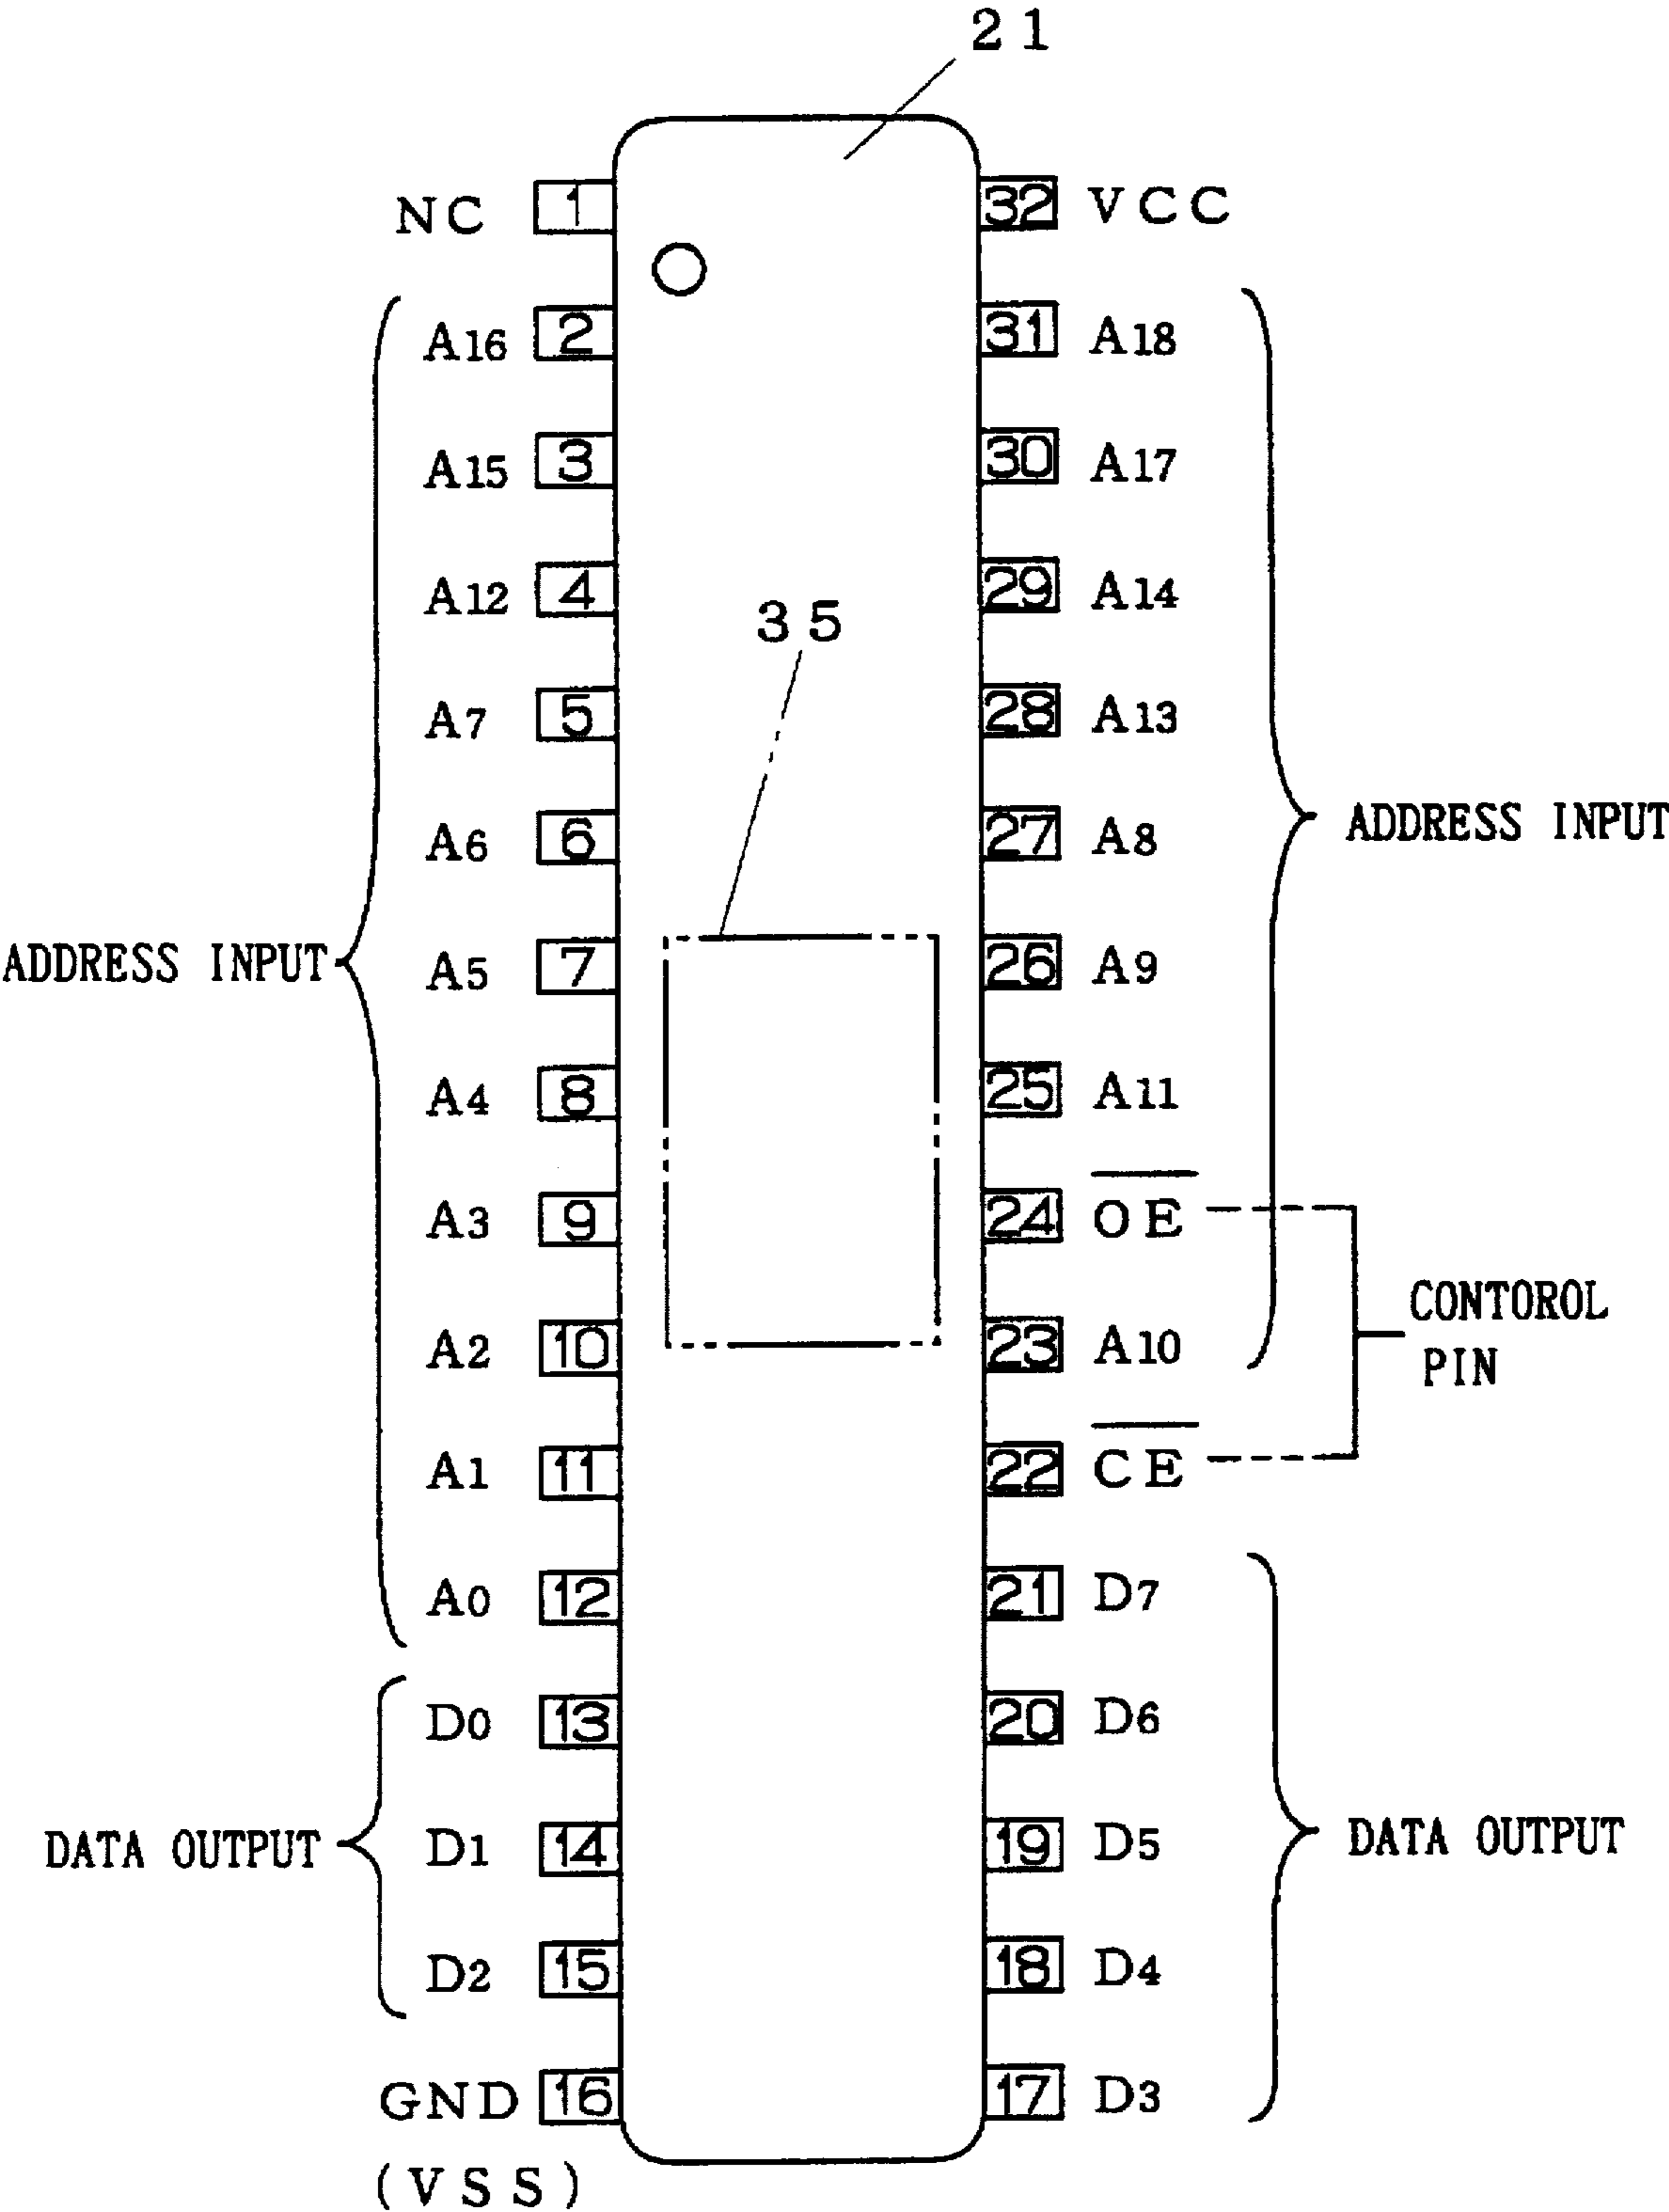 21
NC 1
32 VCC
A16 2
31 A18
A15 3
30 A17
A12 4
29 A14
35
A7 5
28 A13
A6 6
27 A8
ADDRESS INPUT
ADDRESS INPUT
A5 7
26 A9
A4 8
25 A11
A3 9
24 OE
A2 10
23 A10
CONTOROL
PIN
A1 11
22 CE
A0 12
21 D7
D0 13
20 D6
DATA OUTPUT
D1 14
19 D5
DATA OUTPUT
D2 15
18 D4
GND 16
17 D3
(VSS)